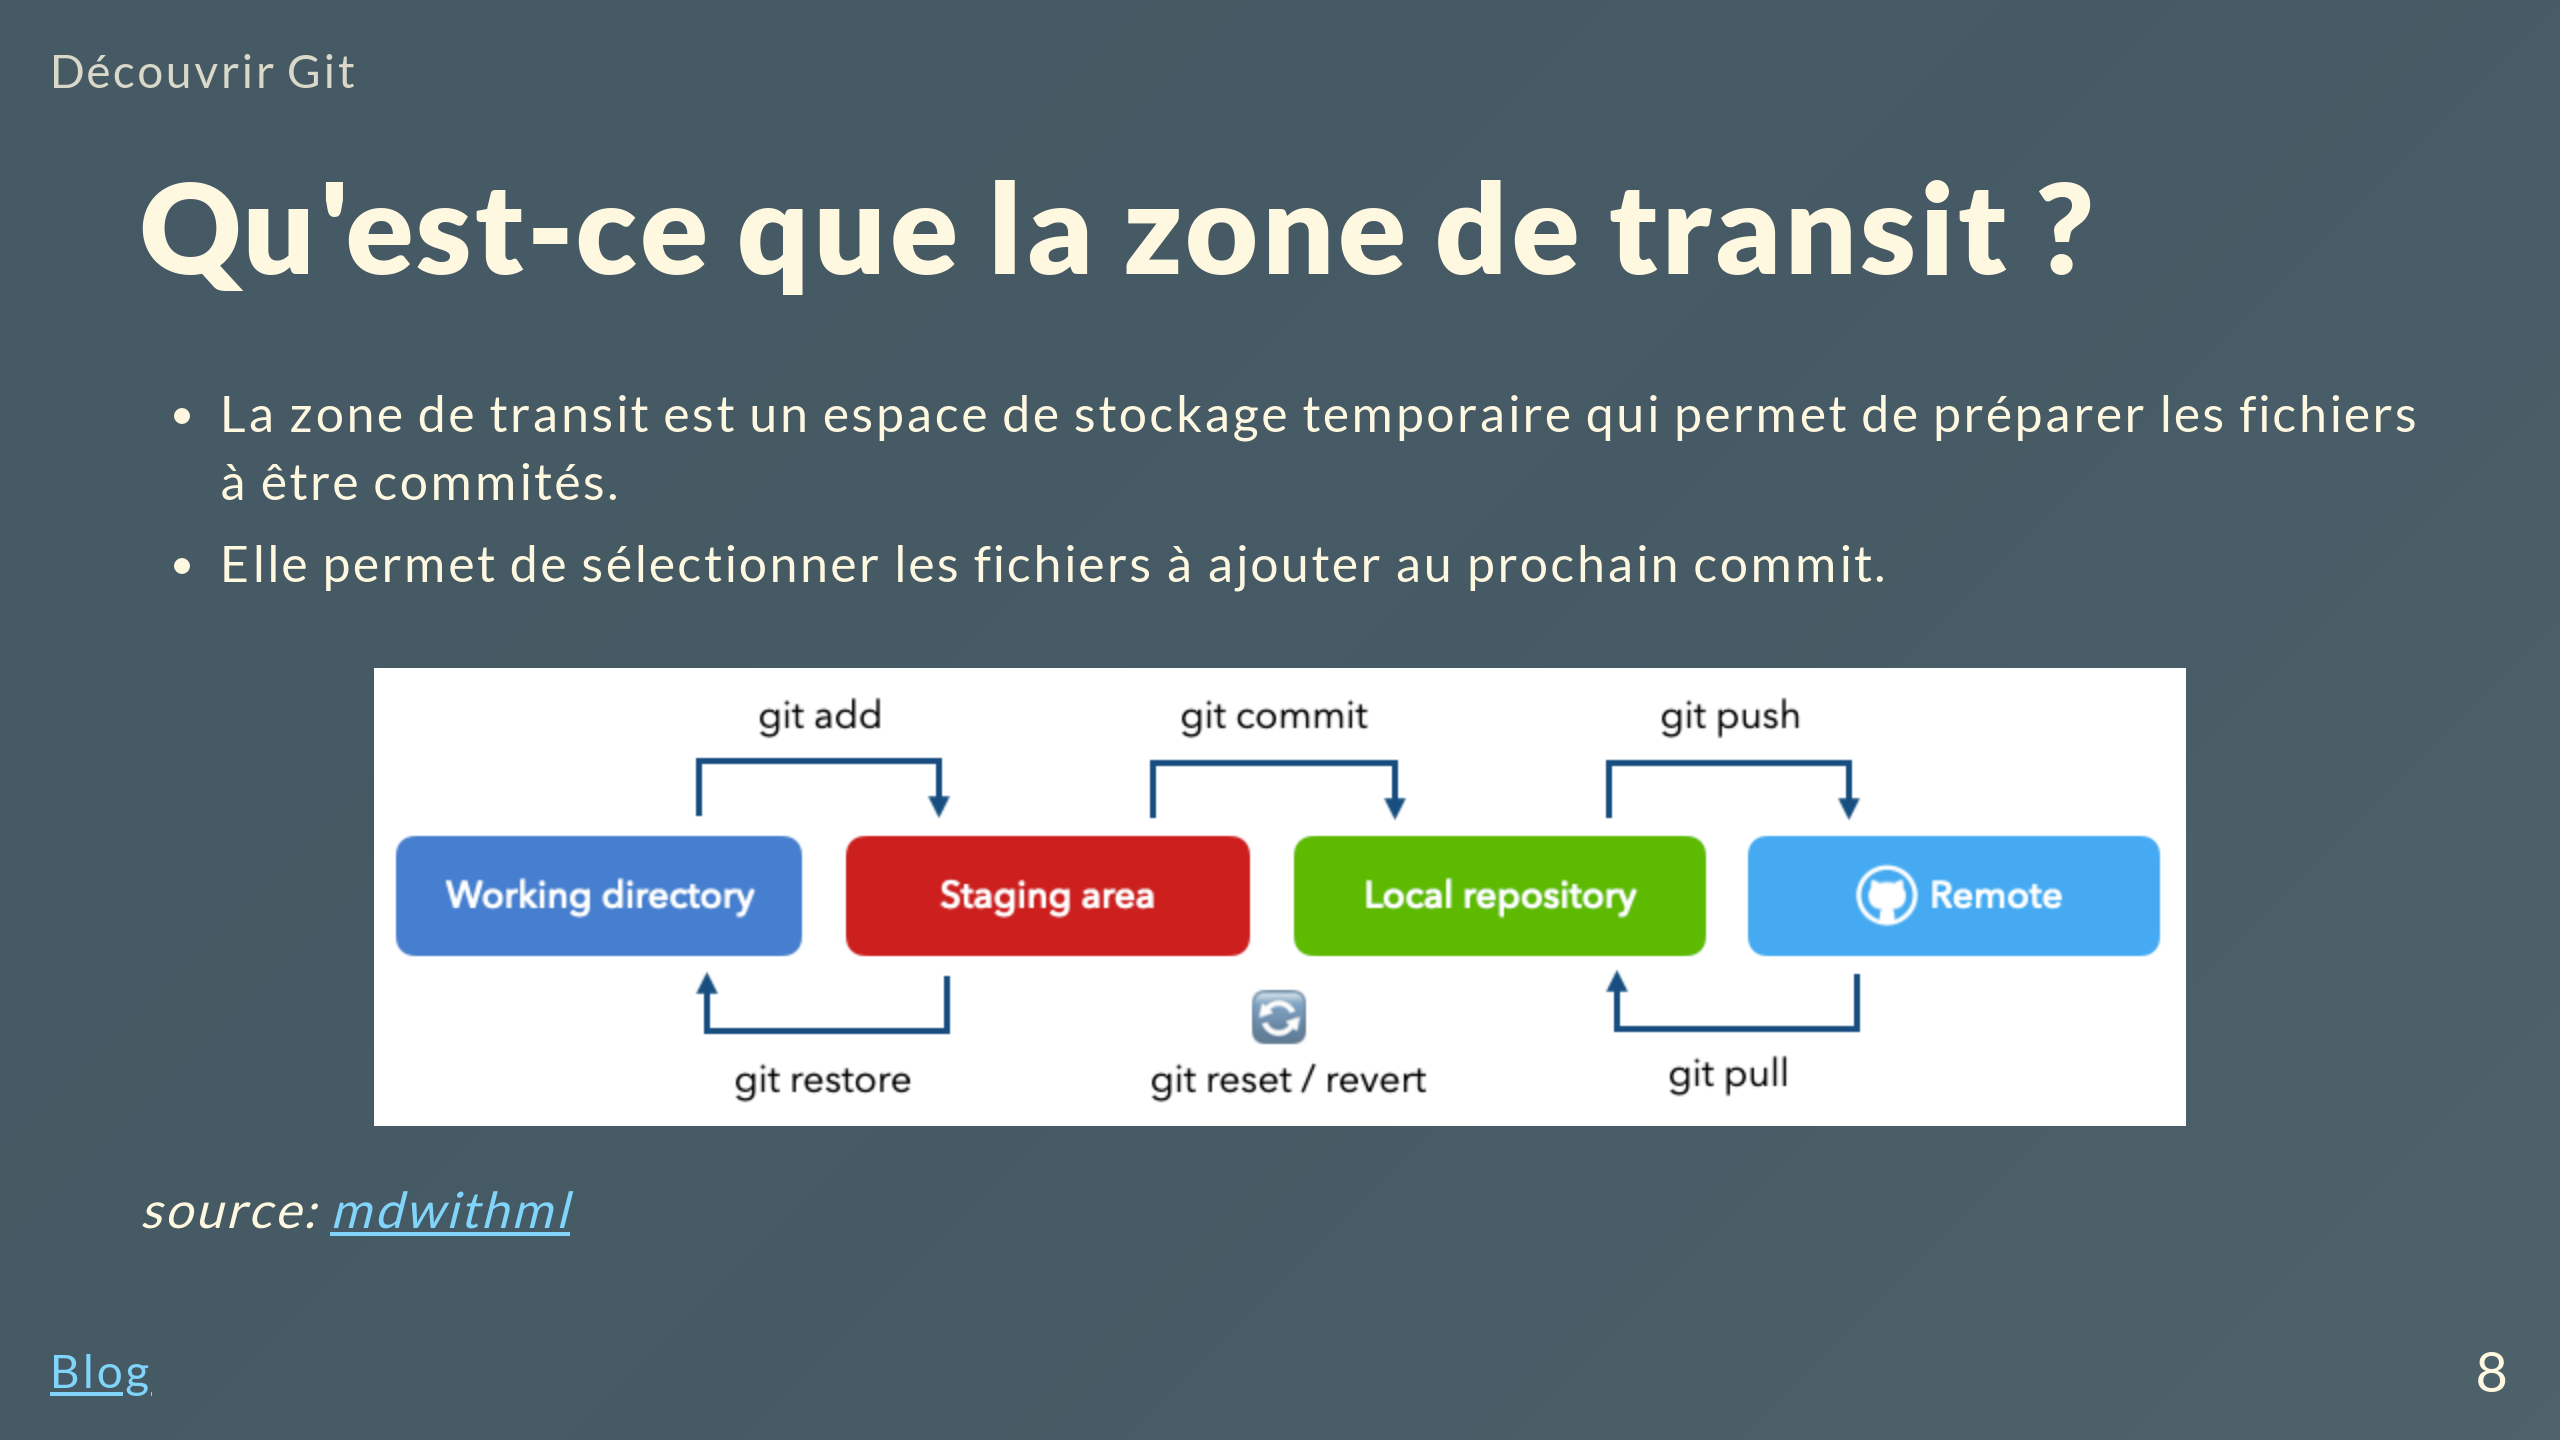 Découvrir Git
Qu'est-ce que la zone de transit ?
• La zone de transit est un espace de stockage temporaire qui permet de préparer les fichiers
à être commités.
• Elle permet de sélectionner les fichiers à ajouter au prochain commit.
git add
git commit
git push
Working directory
Staging area
Local repository
Remote
git restore
git reset / revert
git pull
source: mdwithml
Blog
8